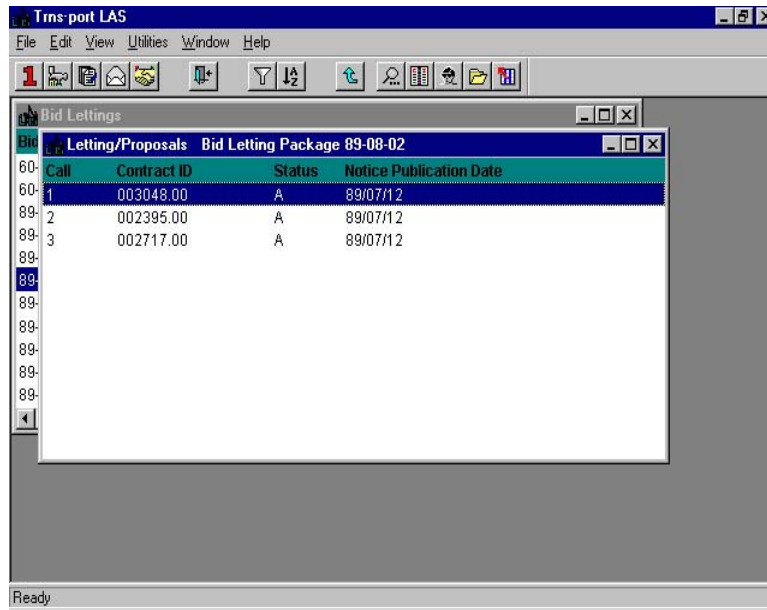 Trns·port LAS
File Edit View Utilities Window Help
Bid Lettings
Bid
Letting/Proposals Bid Letting Package 89-08-02
Call Contract ID Status Notice Publication Date
1 003048.00 A 89/07/12
2 002395.00 A 89/07/12
3 002717.00 A 89/07/12
60-
60-
89-
89-
89-
89-
89-
89-
89-
89-
89-
Ready